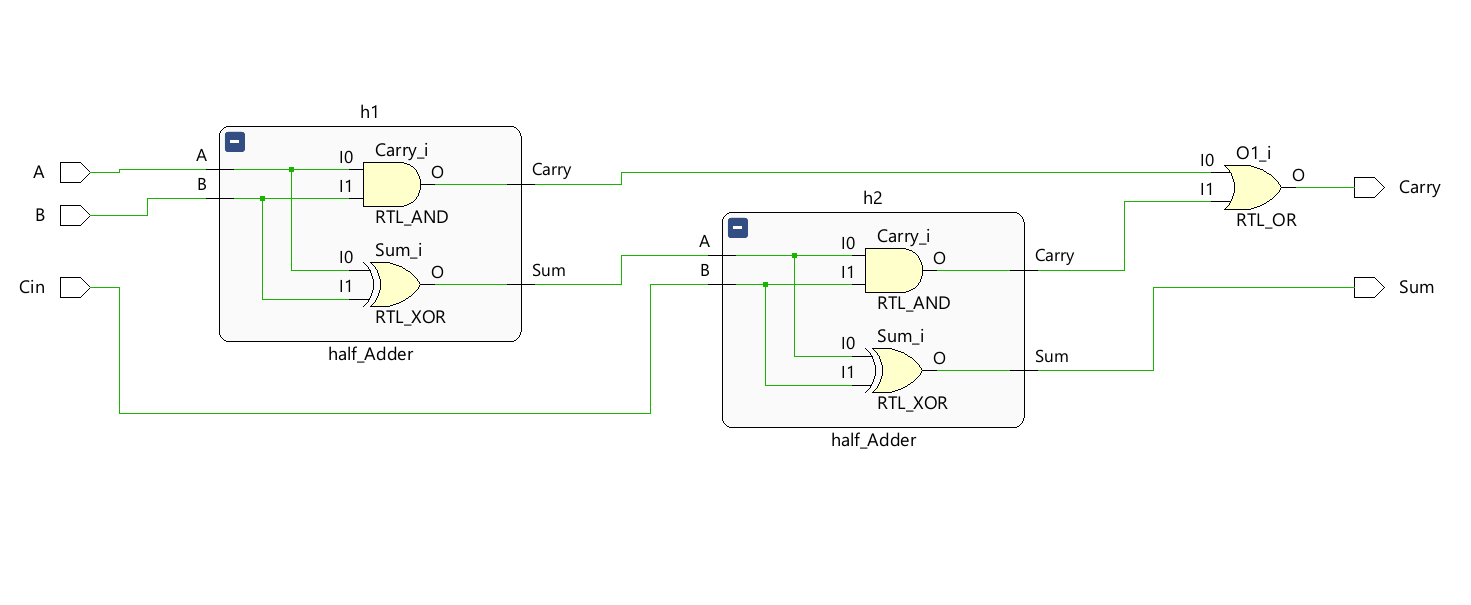 h1
A
B
Cin
A
B
I0
I1
Carry_i
O
RTL_AND
I0
I1
Sum_i
O
RTL_XOR
Carry
Sum
half_Adder
h2
A
B
I0
I1
Carry_i
O
RTL_AND
I0
I1
Sum_i
O
RTL_XOR
Carry
Sum
half_Adder
I0
I1
O1_i
O
RTL_OR
Carry
Sum